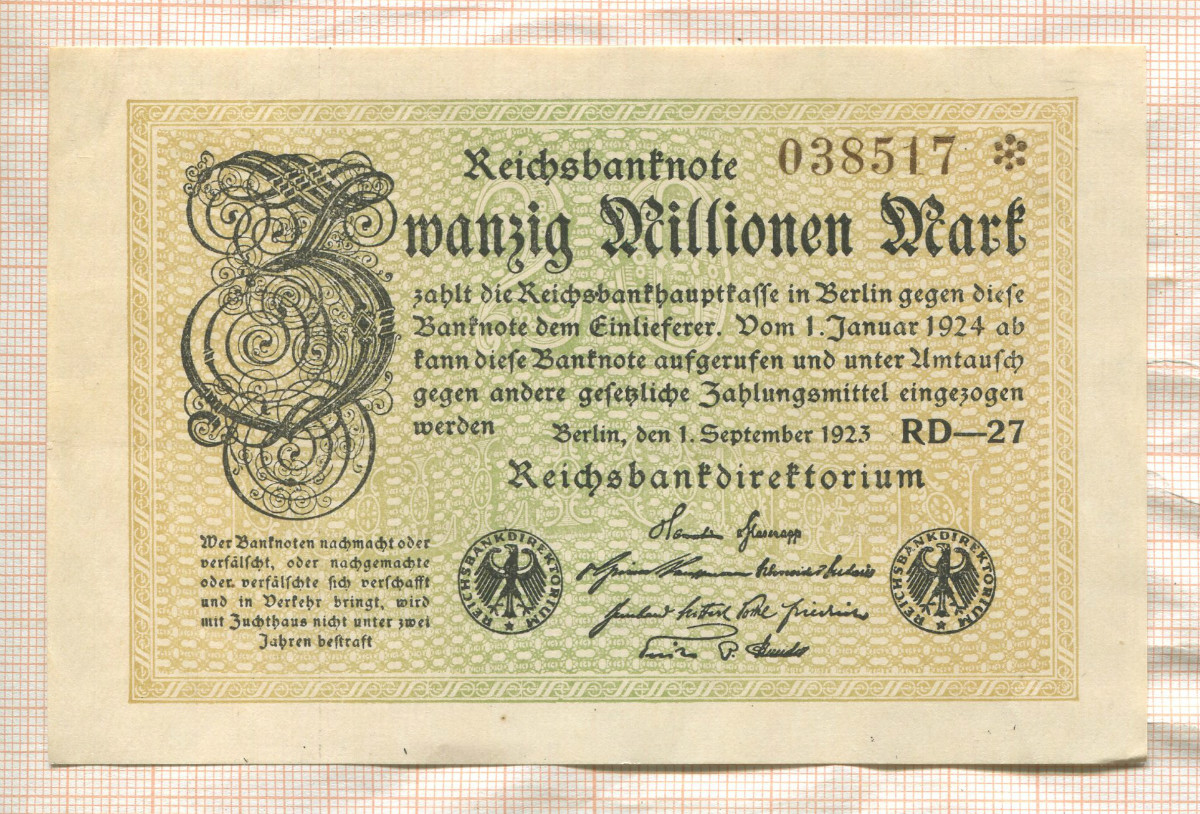 Reichsbanknote 038517 *
Zwanzig Millionen Mark
zahlt die Reichsbankhauptkasse in Berlin gegen diese
Banknote dem Einlieferer. Vom 1. Januar 1924 ab
kann diese Banknote aufgerufen und unter Umtausch
gegen andere gesetzliche Zahlungsmittel eingezogen
werden Berlin, den 1. September 1923 RD—27
Reichsbankdirektorium
Wer Banknoten nachmacht oder
verfälscht, oder nachgemachte
oder verfälschte sich verschafft
und in Verkehr bringt, wird
mit Zuchthaus nicht unter zwei
Jahren bestraft
REICHSBANKDIREKTORIUM
REICHSBANKDIREKTORIUM